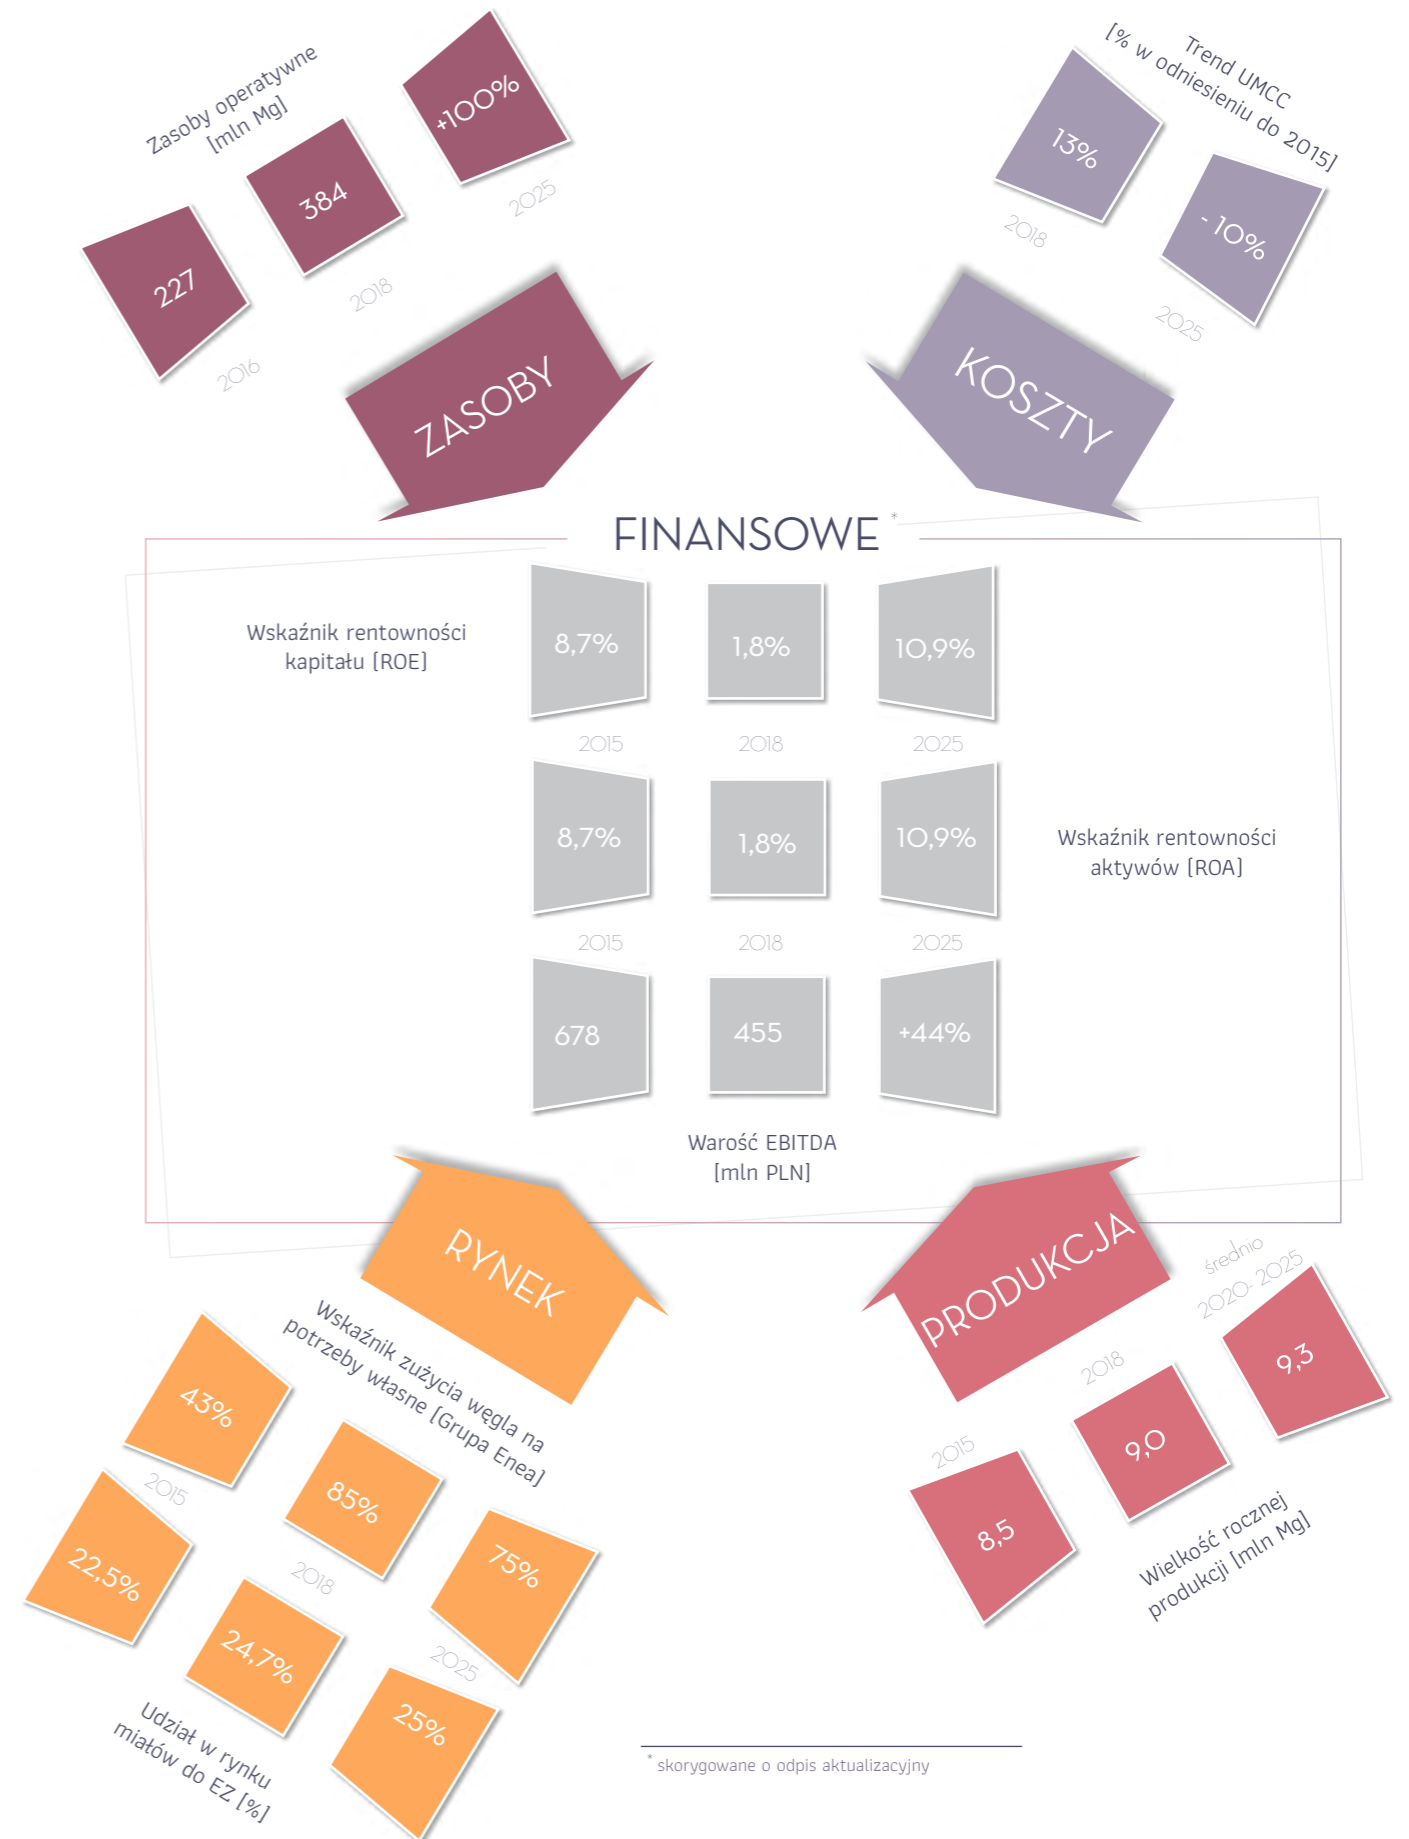 Zasoby operatywne
[mln Mg]
227
2016
384
2018
+100%
2025
ZASOBY
Trend UMCC
[% w odniesieniu do 2015]
13%
2018
- 10%
2025
KOSZTY
FINANSOWE *
Wskaźnik rentowności
kapitału [ROE]
8,7%
1,8%
10,9%
2015
2018
2025
8,7%
1,8%
10,9%
Wskaźnik rentowności
aktywów [ROA]
2015
2018
2025
678
455
+44%
Warość EBITDA
[mln PLN]
RYNEK
Wskaźnik zużycia węgla na
potrzeby własne [Grupa Enea]
43%
85%
75%
2015
2018
2025
22,5%
24,7%
25%
Udział w rynku
miałów do EZ [%]
PRODUKCJA
2015
2018
średnio
2020- 2025
8,5
9,0
9,3
Wielkość rocznej
produkcji [mln Mg]
* skorygowane o odpis aktualizacyjny